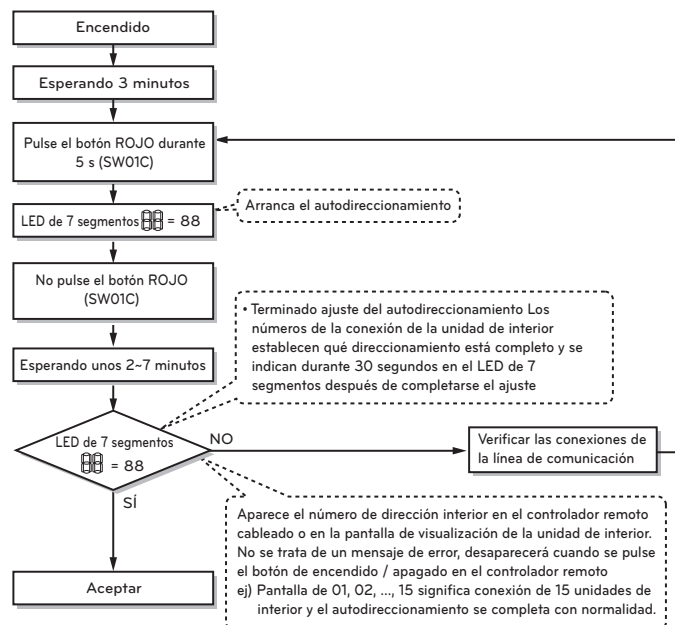 Encendido
Esperando 3 minutos
Pulse el botón ROJO durante
5 s (SW01C)
LED de 7 segmentos 88 = 88
Arranca el autodireccionamiento
No pulse el botón ROJO
(SW01C)
• Terminado ajuste del autodireccionamiento Los
números de la conexión de la unidad de interior
establecen qué direccionamiento está completo y se
indican durante 30 segundos en el LED de 7
segmentos después de completarse el ajuste
Esperando unos 2~7 minutos
LED de 7 segmentos
88 = 88
NO
Verificar las conexiones de
la línea de comunicación
SÍ
Aparece el número de dirección interior en el controlador remoto
cableado o en la pantalla de visualización de la unidad de interior.
No se trata de un mensaje de error, desaparecerá cuando se pulse
el botón de encendido / apagado en el controlador remoto
ej) Pantalla de 01, 02, ..., 15 significa conexión de 15 unidades de
interior y el autodireccionamiento se completa con normalidad.
Aceptar